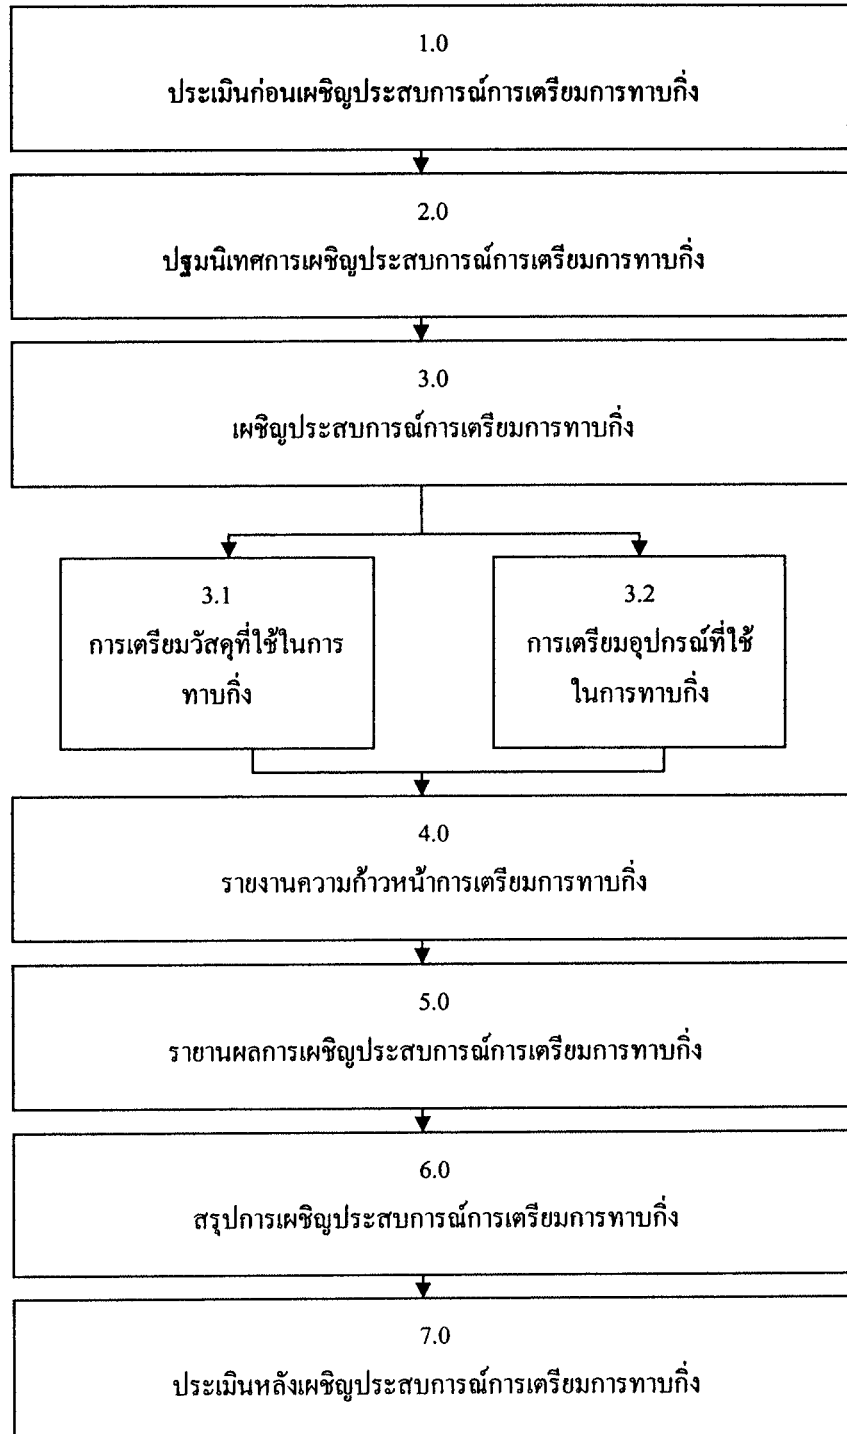 1.0
ประเมินก่อนเผชิญประสบการณ์การเตรียมการทาบกิ่ง
2.0
ปฐมนิเทศการเผชิญประสบการณ์การเตรียมการทาบกิ่ง
3.0
เผชิญประสบการณ์การเตรียมการทาบกิ่ง
3.1
การเตรียมวัสดุที่ใช้ในการ
ทาบกิ่ง
3.2
การเตรียมอุปกรณ์ที่ใช้
ในการทาบกิ่ง
4.0
รายงานความก้าวหน้าการเตรียมการทาบกิ่ง
5.0
รายานผลการเผชิญประสบการณ์การเตรียมการทาบกิ่ง
6.0
สรุปการเผชิญประสบการณ์การเตรียมการทาบกิ่ง
7.0
ประเมินหลังเผชิญประสบการณ์การเตรียมการทาบกิ่ง